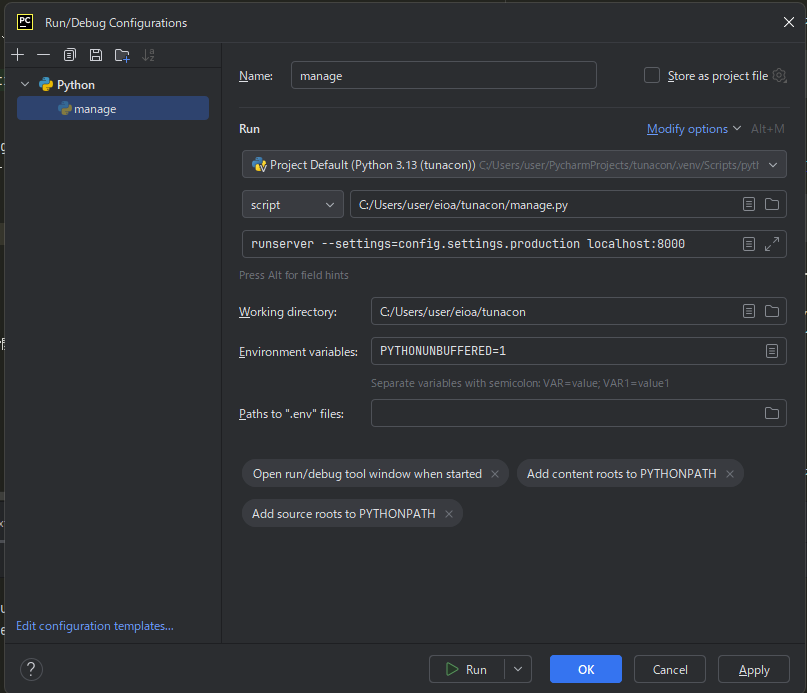 PC Run/Debug Configurations
Name: manage Store as project file
Python
manage
Run Modify options Alt+M
Project Default (Python 3.13 (tunacon)) C:/Users/user/PycharmProjects/tunacon/.venv/Scripts/pyt
script C:/Users/user/eioa/tunacon/manage.py
runserver --settings=config.settings.production localhost:8000
Press Alt for field hints
Working directory: C:/Users/user/eioa/tunacon
Environment variables: PYTHONUNBUFFERED=1
Separate variables with semicolon: VAR=value; VAR1=value1
Paths to ".env" files:
Open run/debug tool window when started Add content roots to PYTHONPATH
Add source roots to PYTHONPATH
Edit configuration templates...
? Run OK Cancel Apply